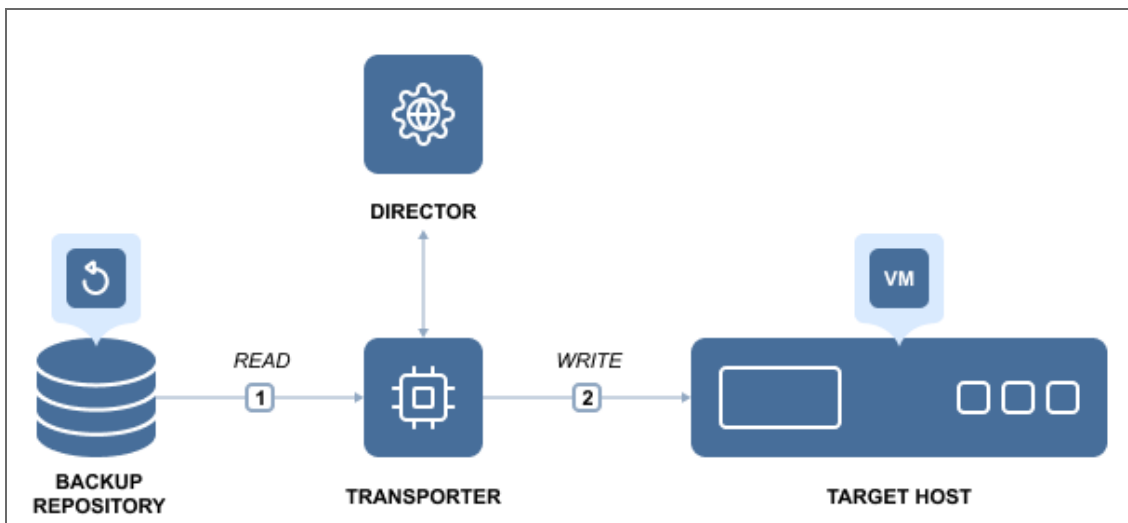 DIRECTOR
VM
READ
WRITE
1
2
BACKUP
REPOSITORY
TRANSPORTER
TARGET HOST